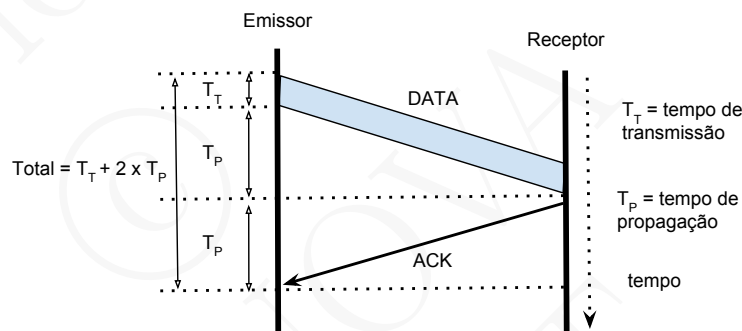 Emissor
Receptor
T_T
DATA
T_T = tempo de
transmissão
Total = T_T + 2 x T_P
T_P
T_P = tempo de
propagação
T_P
ACK
tempo
© NOVA